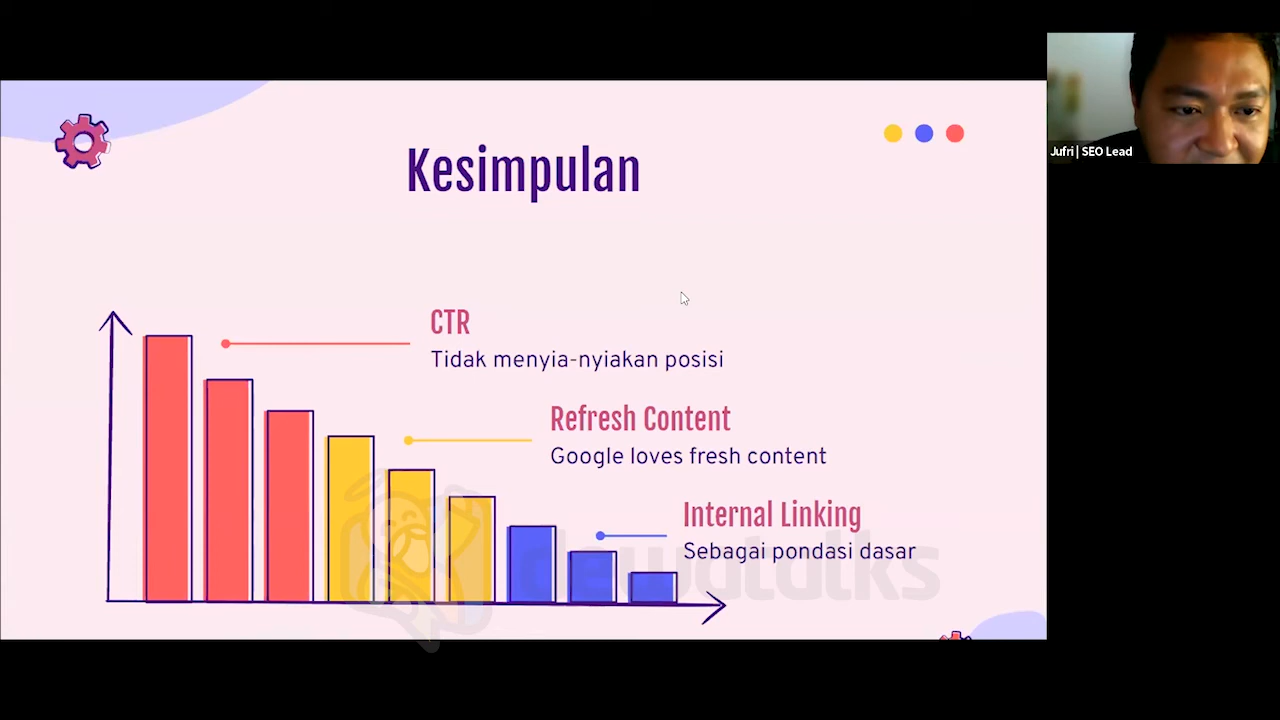 Kesimpulan
Jufri | SEO Lead
CTR
Tidak menyia-nyiakan posisi
Refresh Content
Google loves fresh content
Internal Linking
Sebagai pondasi dasar
dewatalks